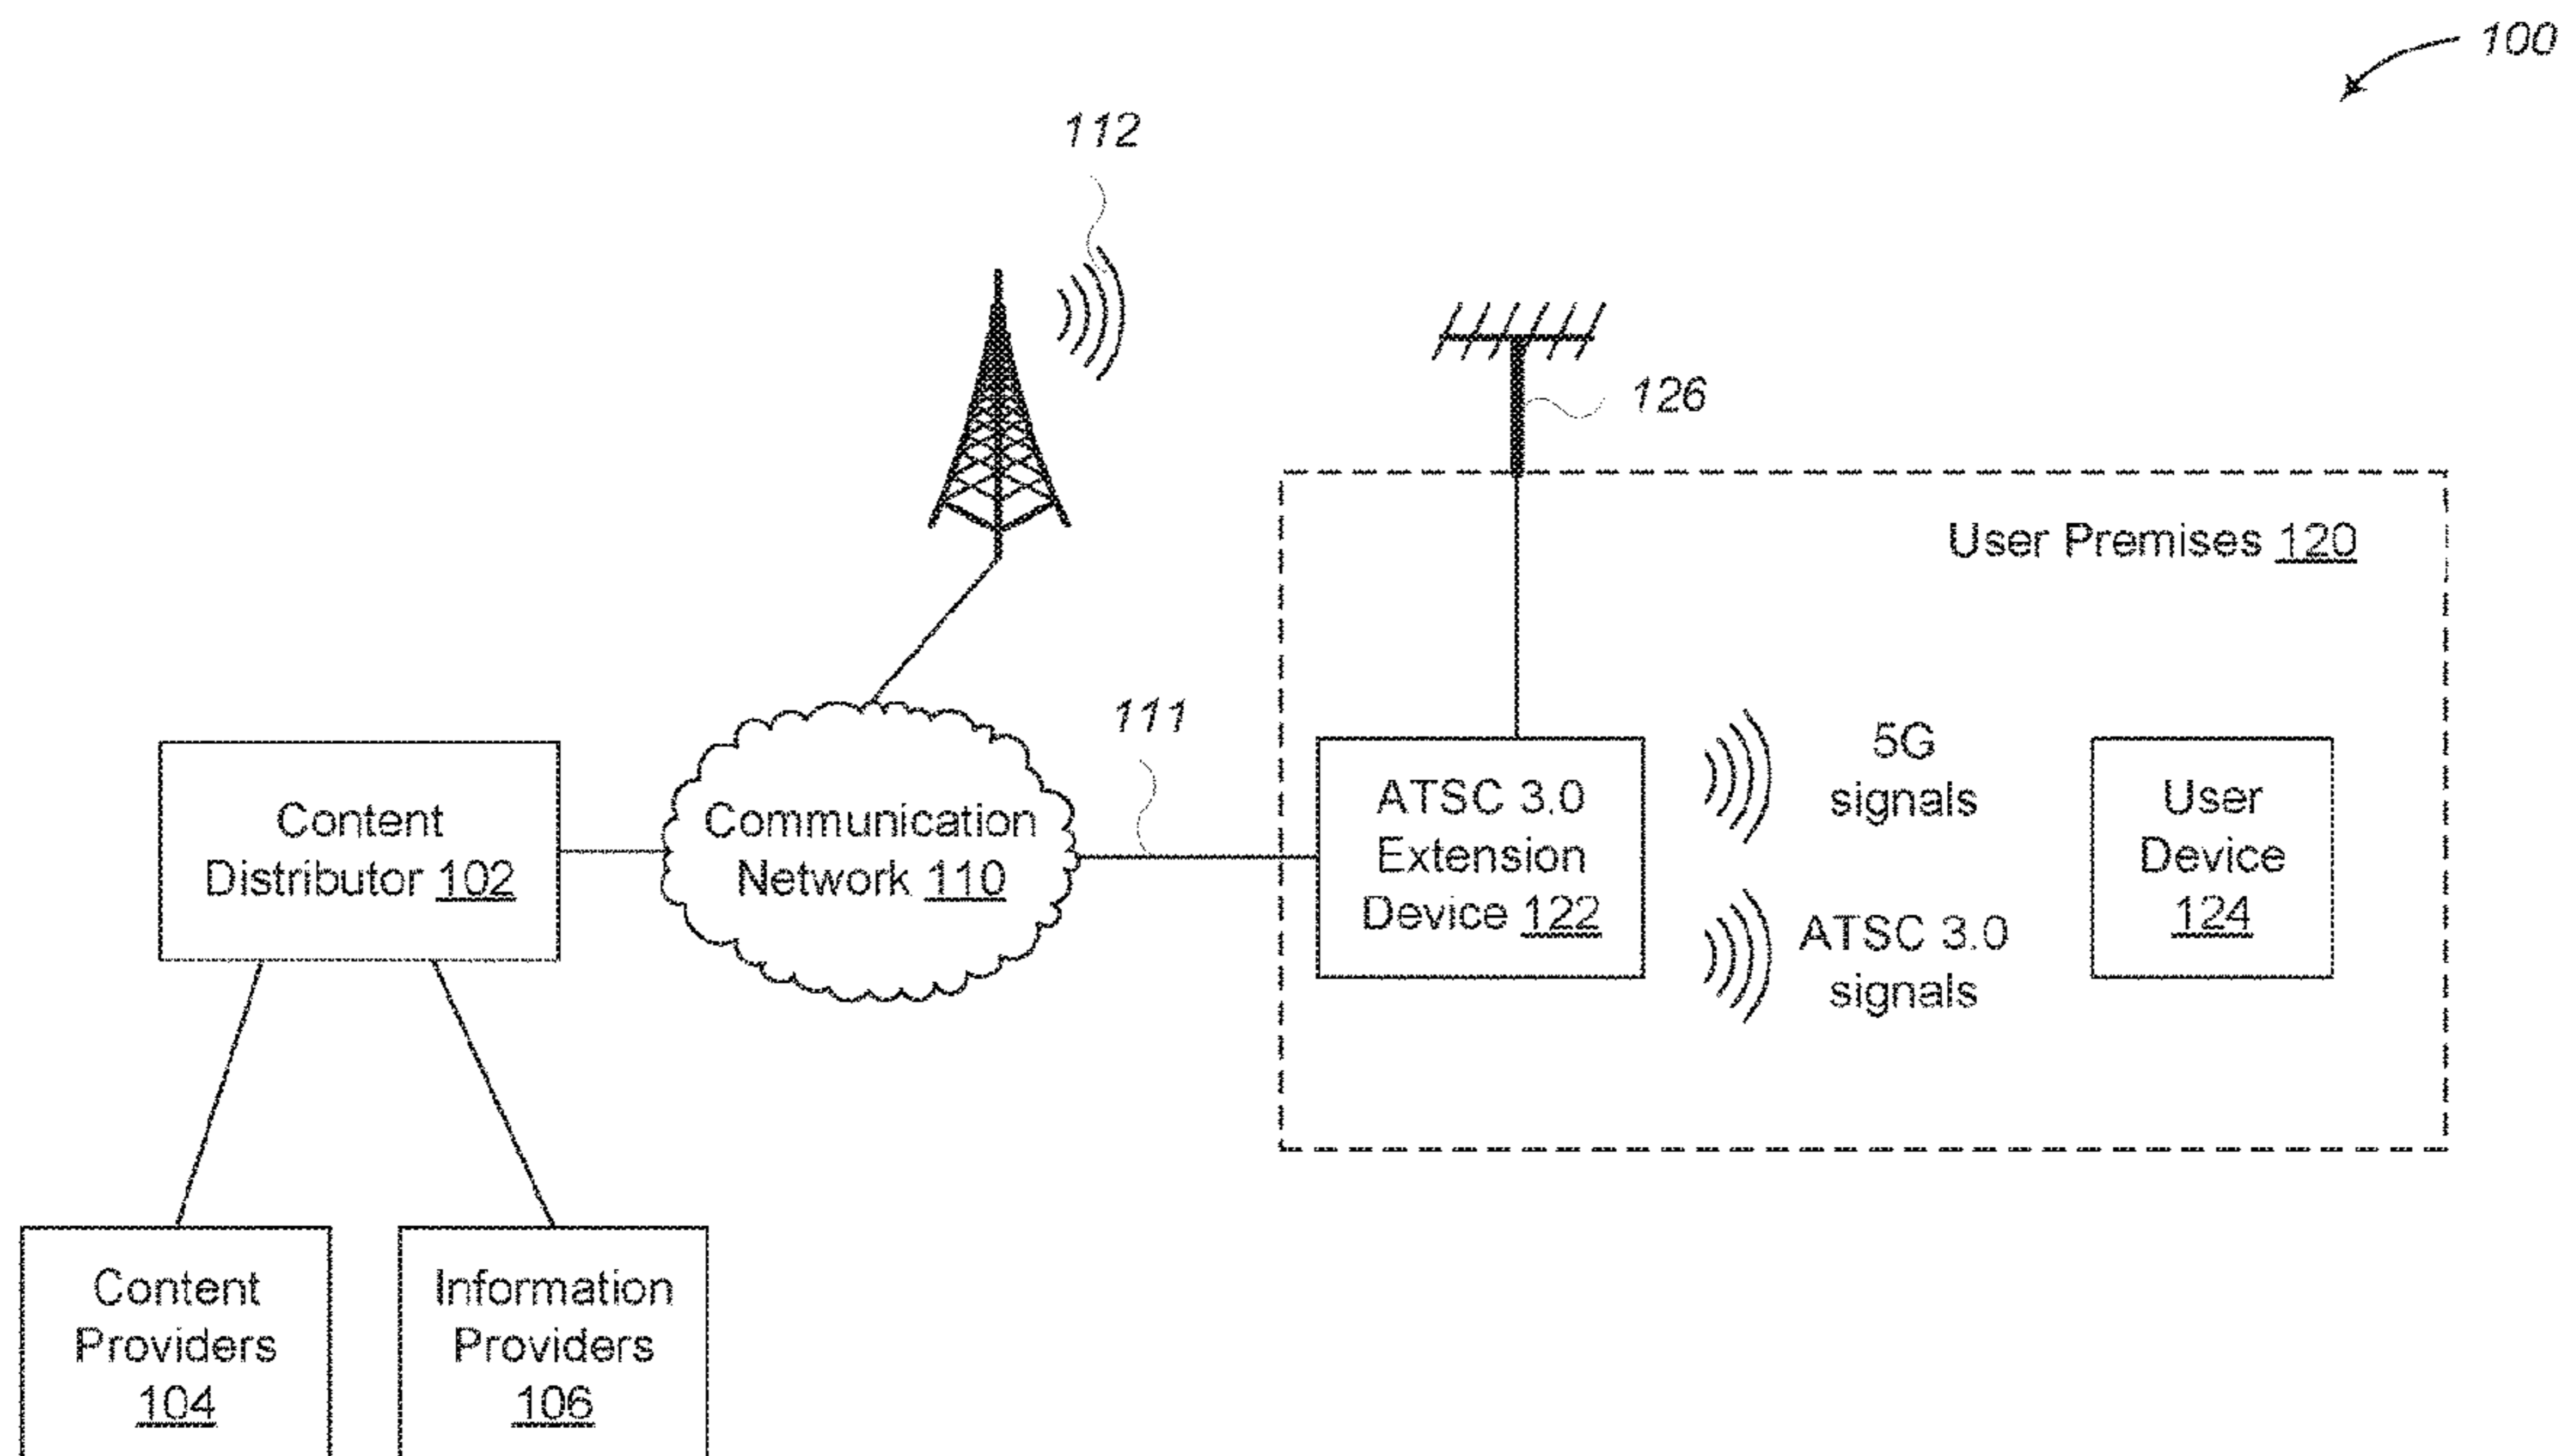 100
112
126
User Premises 120
111
Content
Distributor 102
Communication
Network 110
ATSC 3.0
Extension
Device 122
5G
signals
ATSC 3.0
signals
User
Device
124
Content
Providers
104
Information
Providers
106